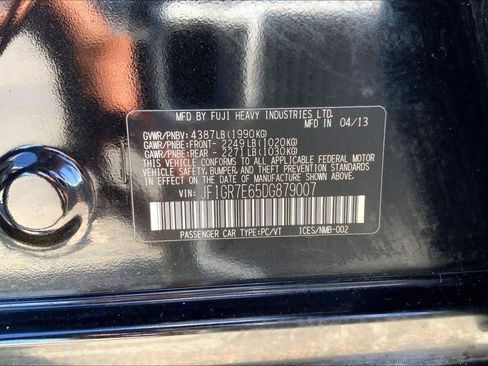 MFD BY FUJI HEAVY INDUSTRIES LTD.
IN 04/13
GVWR/PNBV: 4387LB(1990KG)
GAWR/PNBE:FRONT- 2249LB(1020KG)
GAWR/PNBE:REAR - 2271LB(1030KG)
THIS VEHICLE CONFORMS TO ALL APPLICABLE FEDERAL MOTOR
VEHICLE SAFETY, BUMPER, AND THEFT PREVENTION STANDARDS
IN EFFECT ON THE DATE OF MANUFACTURE SHOWN ABOVE.
VIN: JF1GR7E65DG879007
PASSENGER CAR TYPE:PC/VT ICES/NMB-002